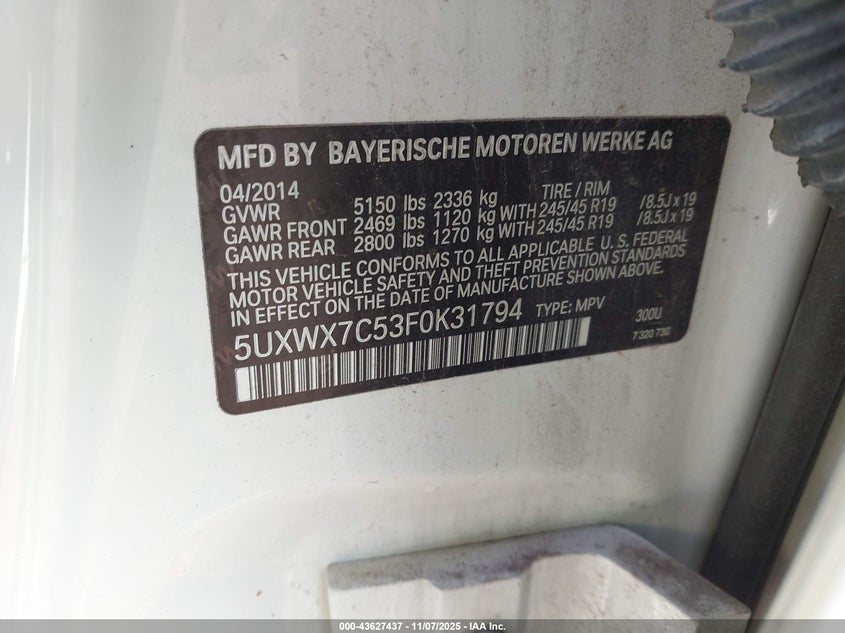 MFD BY BAYERISCHE MOTOREN WERKE AG
04/2014 TIRE / RIM
GVWR 5150 lbs 2336 kg
GAWR FRONT 2469 lbs 1120 kg WITH 245/45 R19 /8.5J x 19
GAWR REAR 2800 lbs 1270 kg WITH 245/45 R19 /8.5J x 19
THIS VEHICLE CONFORMS TO ALL APPLICABLE U.S. FEDERAL
MOTOR VEHICLE SAFETY AND THEFT PREVENTION STANDARDS
IN EFFECT ON THE DATE OF MANUFACTURE SHOWN ABOVE.
5UXWX7C53F0K31794 TYPE: MPV 300U
7 320 730
000-43627437 - 11/07/2025 - © IAA Inc.